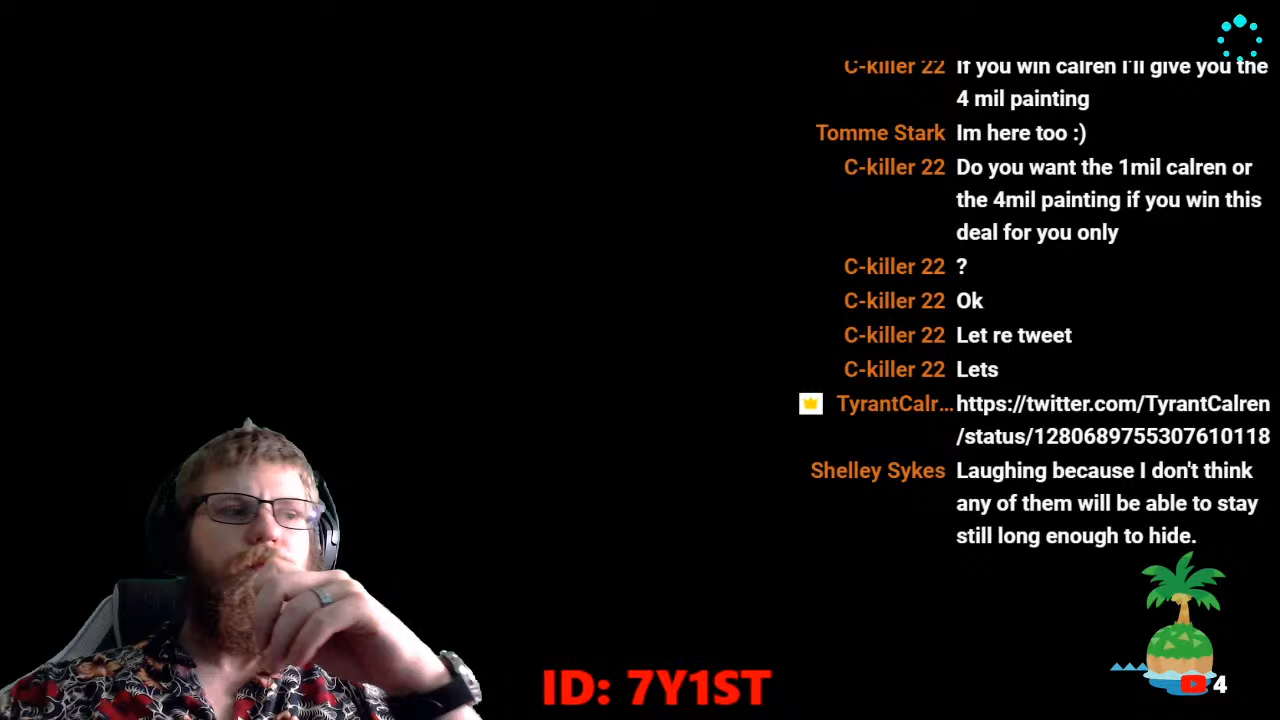 C-killer 22 If you win calren I'll give you the
4 mil painting
Tomme Stark Im here too :)
C-killer 22 Do you want the 1mil calren or
the 4mil painting if you win this
deal for you only
C-killer 22 ?
C-killer 22 Ok
C-killer 22 Let re tweet
C-killer 22 Lets
TyrantCalr... https://twitter.com/TyrantCalren
/status/1280689755307610118
Shelley Sykes Laughing because I don't think
any of them will be able to stay
still long enough to hide.
ID: 7Y1ST
4